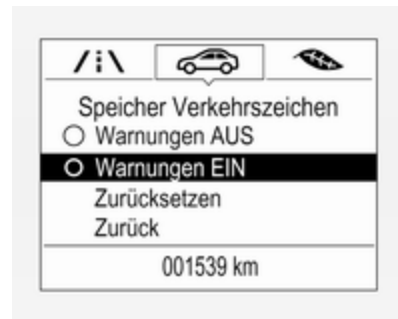 Speicher Verkehrszeichen
Warnungen AUS
Warnungen EIN
Zurücksetzen
Zurück
001539 km